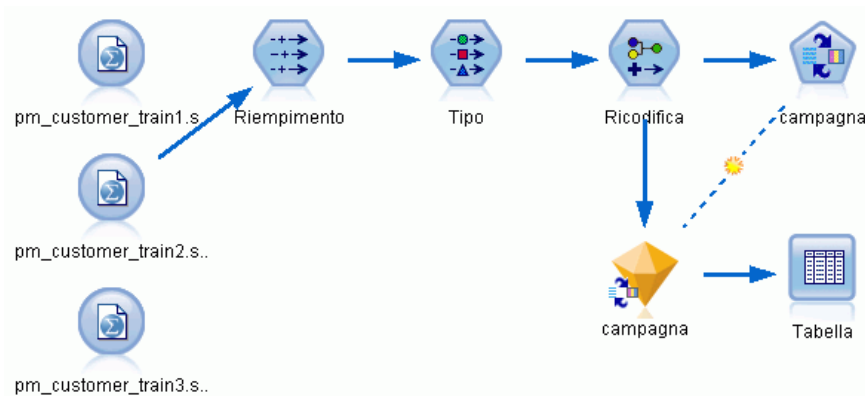 pm_customer_train1.s..
Riempimento
Tipo
Ricodifica
campagna
pm_customer_train2.s..
campagna
Tabella
pm_customer_train3.s..